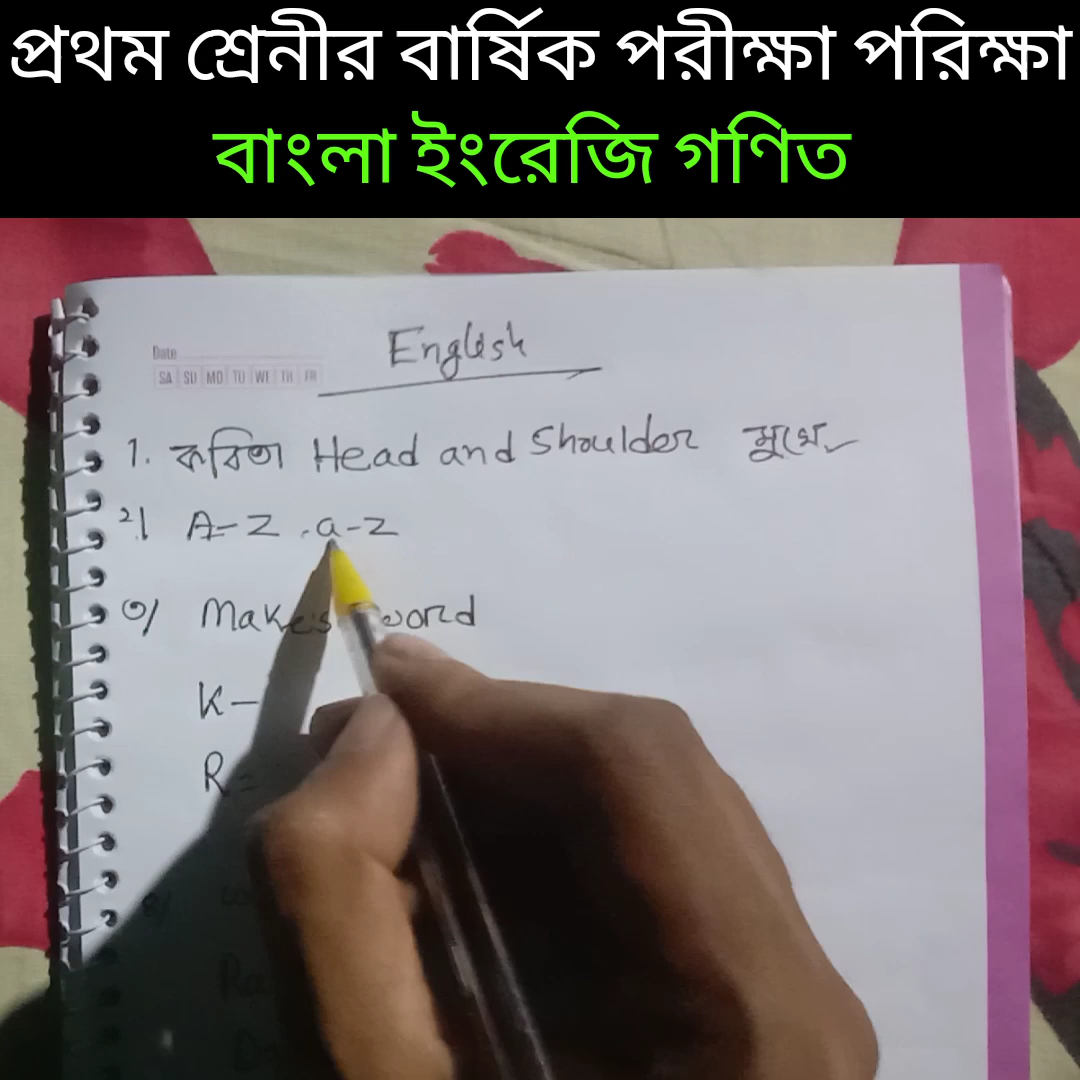 প্রথম শ্রেনীর বার্ষিক পরীক্ষা পরিক্ষা
বাংলা ইংরেজি গণিত
English
Date
SA SU MO TU WE TH FR
1. কবিতা Head and Shoulder মুখে
২। A-Z . a-z
৩/ Make's word
K-
R=